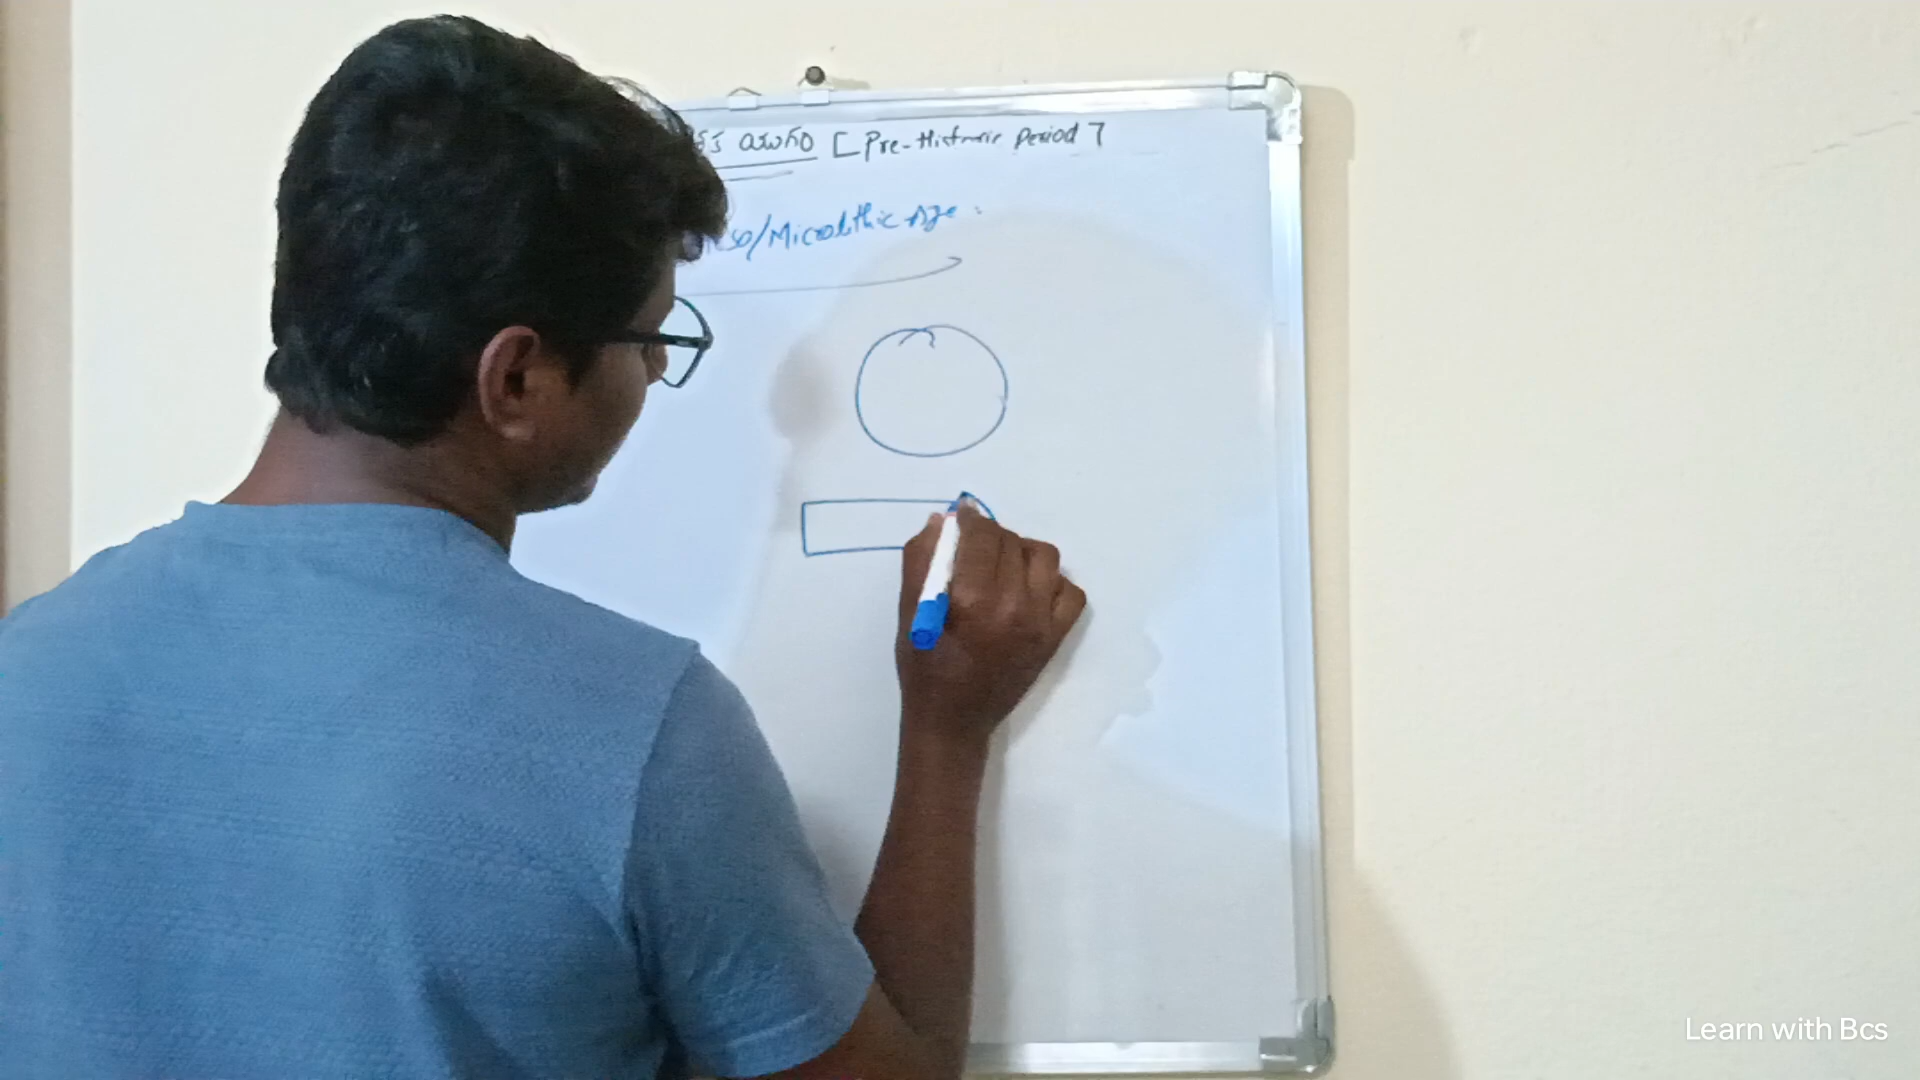 యుగం [Pre-Historic Period]
Meso/Microlithic Age:
Learn with Bcs